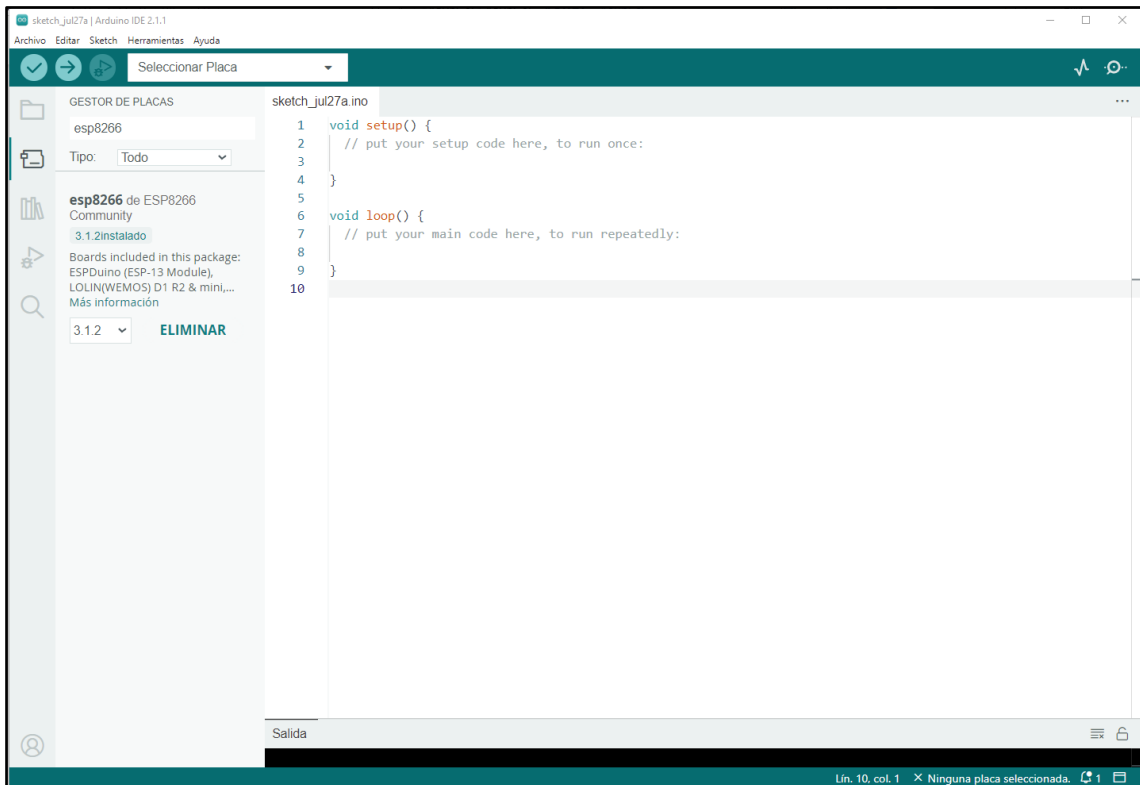 sketch_jul27a | Arduino IDE 2.1.1
Archivo Editar Sketch Herramientas Ayuda
Seleccionar Placa
GESTOR DE PLACAS
esp8266
Tipo: Todo
esp8266 de ESP8266
Community
3.1.2instalado
Boards included in this package:
ESPDuino (ESP-13 Module),
LOLIN(WEMOS) D1 R2 & mini,...
Más información
3.1.2 ELIMINAR
sketch_jul27a.ino
1 void setup() {
2 // put your setup code here, to run once:
3
4 }
5
6 void loop() {
7 // put your main code here, to run repeatedly:
8
9 }
10
Salida
Lín. 10, col. 1 Ninguna placa seleccionada. 1